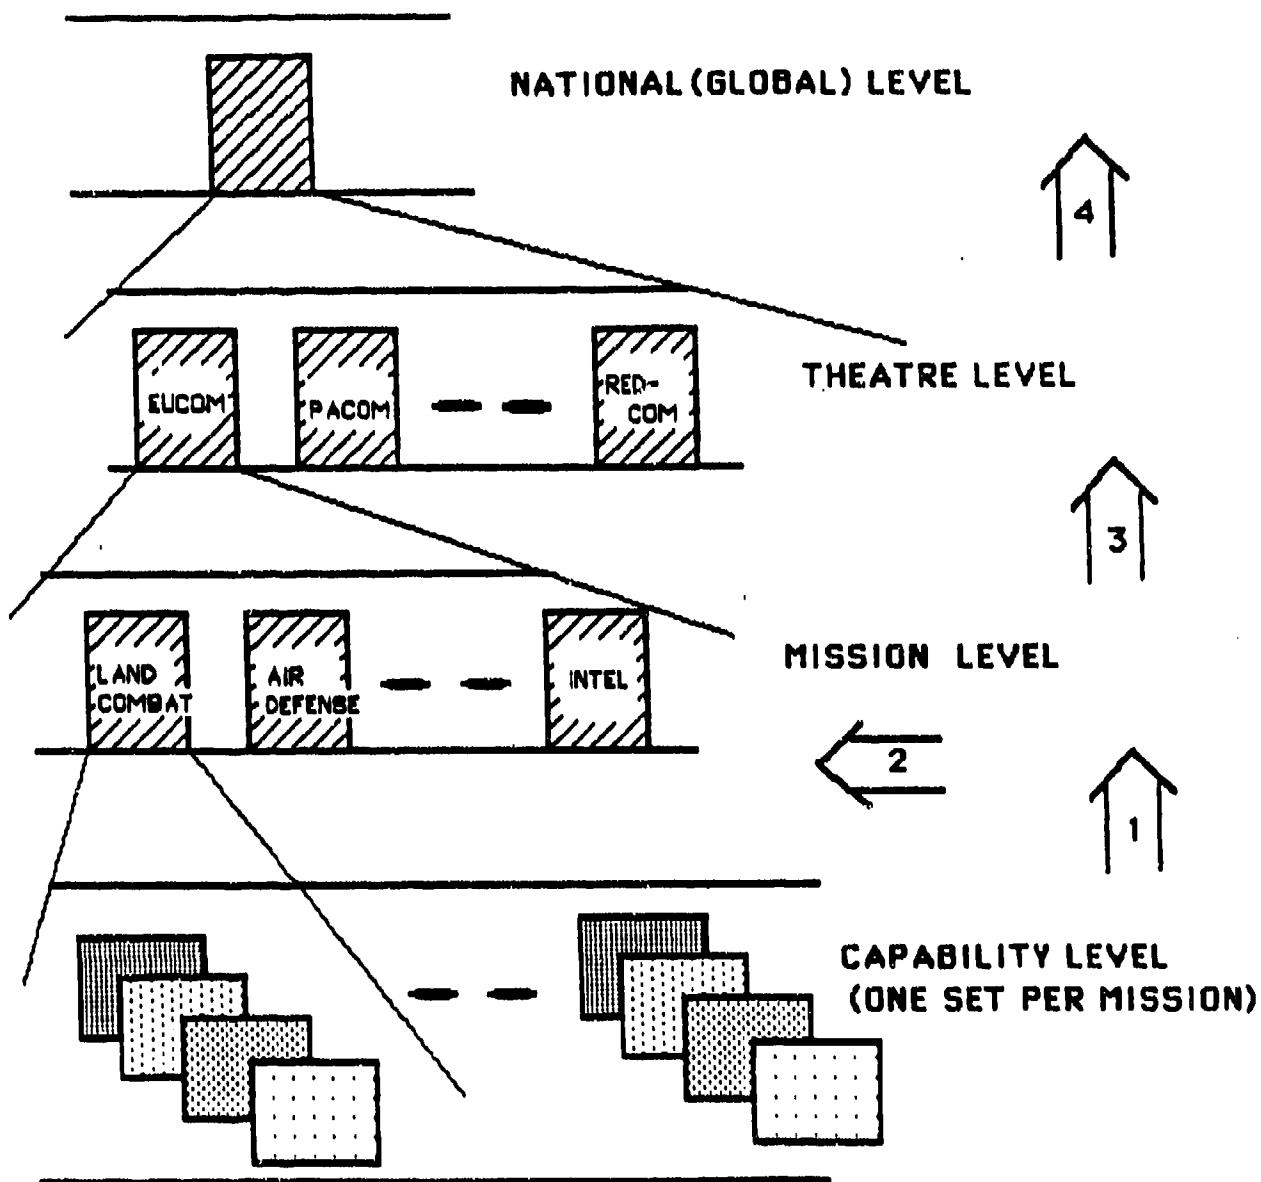 NATIONAL (GLOBAL) LEVEL
4
EUCOM
PACOM
RED-
COM
THEATRE LEVEL
3
LAND
COMBAT
AIR
DEFENSE
INTEL
MISSION LEVEL
2
1
CAPABILITY LEVEL
(ONE SET PER MISSION)